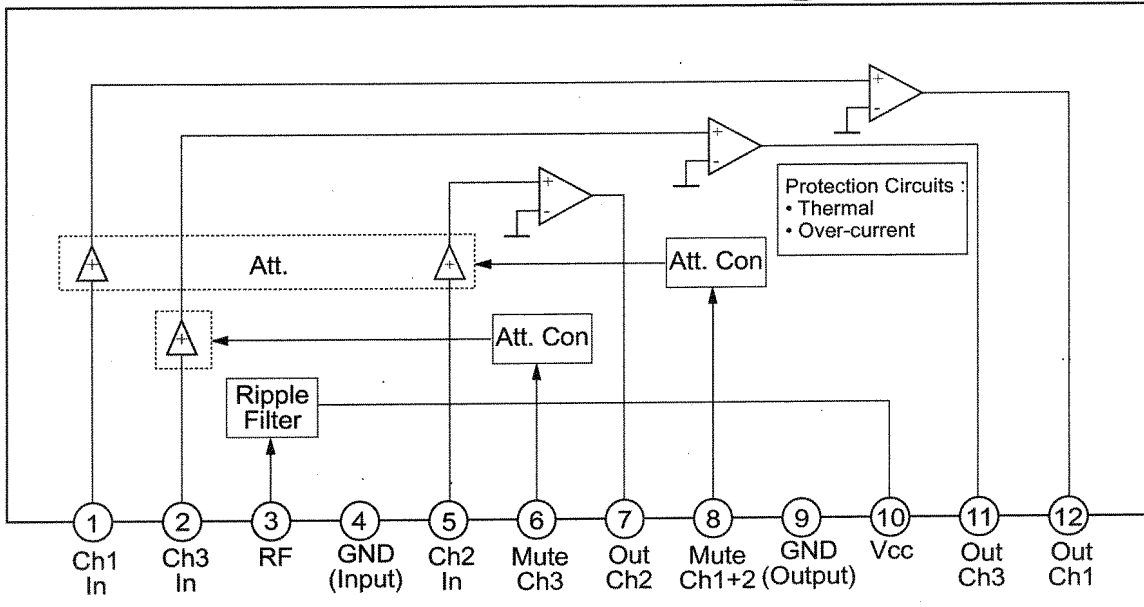 +
-
+
-
+
-
Protection Circuits :
• Thermal
• Over-current
+
Att.
+
Att. Con
+
Att. Con
Ripple
Filter
1
2
3
4
5
6
7
8
9
10
11
12
Ch1
In
Ch3
In
RF
GND
(Input)
Ch2
In
Mute
Ch3
Out
Ch2
Mute
Ch1+2
GND
(Output)
Vcc
Out
Ch3
Out
Ch1